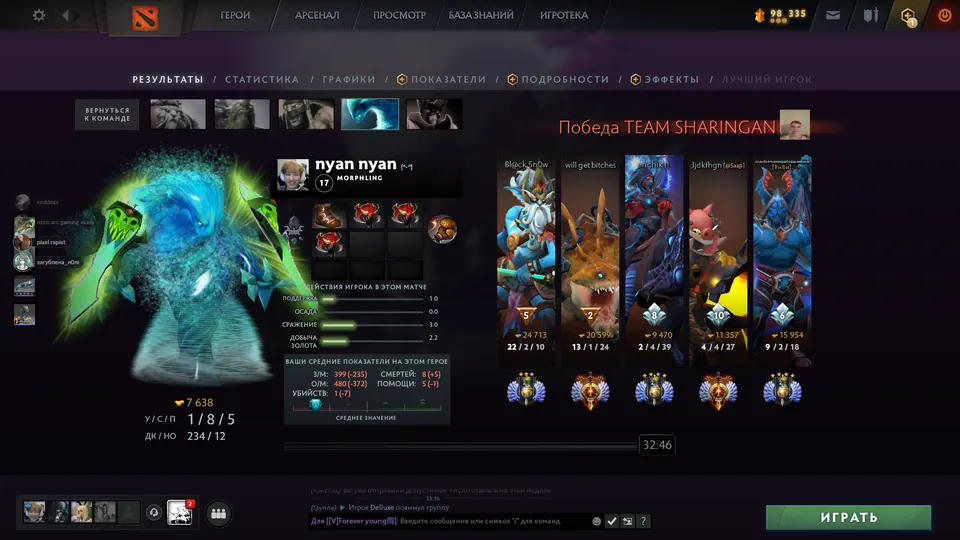 98 335
ГЕРОИ
АРСЕНАЛ
ПРОСМОТР
БАЗА ЗНАНИЙ
ИГРОТЕКА
1
РЕЗУЛЬТАТЫ / СТАТИСТИКА / ГРАФИКИ / ПОКАЗАТЕЛИ / ПОДРОБНОСТИ / ЭФФЕКТЫ / ЛУЧШИЙ ИГРОК
ВЕРНУТЬСЯ
К КОМАНДЕ
Победа TEAM SHARINGAN
nyan nyan
17
MORPHLING
Bl@ck 5n0w
will get bitches
5
2
8
10
6
24 713
20 599
9 470
11 357
15 954
22 / 2 / 10
13 / 1 / 24
2 / 4 / 39
4 / 4 / 27
9 / 2 / 18
pixel rapist
ДЕЙСТВИЯ ИГРОКА В ЭТОМ МАТЧЕ
ПОДДЕРЖКА 1.0
ОСАДА 0.0
СРАЖЕНИЕ 3.0
ДОБЫЧА
ЗОЛОТА 2.2
ВАШИ СРЕДНИЕ ПОКАЗАТЕЛИ НА ЭТОМ ГЕРОЕ
З/М: 399 (-235)
СМЕРТЕЙ: 8 (+5)
О/М: 480 (-372)
ПОМОЩИ: 5 (-1)
УБИЙСТВ: 1 (-7)
СРЕДНЕЕ ЗНАЧЕНИЕ
7 638
У / С / П 1 / 8 / 5
ДК / НО 234 / 12
32:46
2
(Группа) ▶ Игрок Delluxe покинул группу
Для [[V]Forever young]: Введите сообщение или символ "/" для команд.
?
ИГРАТЬ